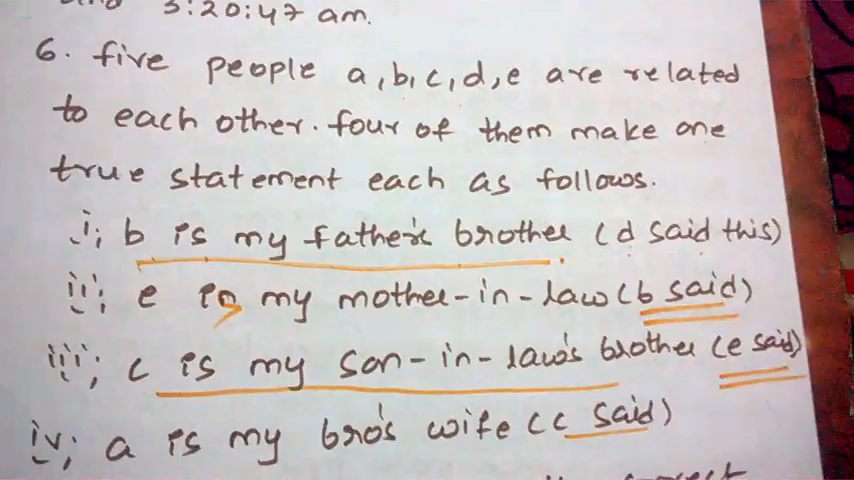 3:20:47 am.
6. five people a,b,c,d,e are related
to each other. four of them make one
true statement each as follows.
i; b is my father's brother (d said this)
ii; e is my mother-in-law (b said)
iii; c is my son-in-law's brother (e said)
iv; a is my bro's wife (c said)